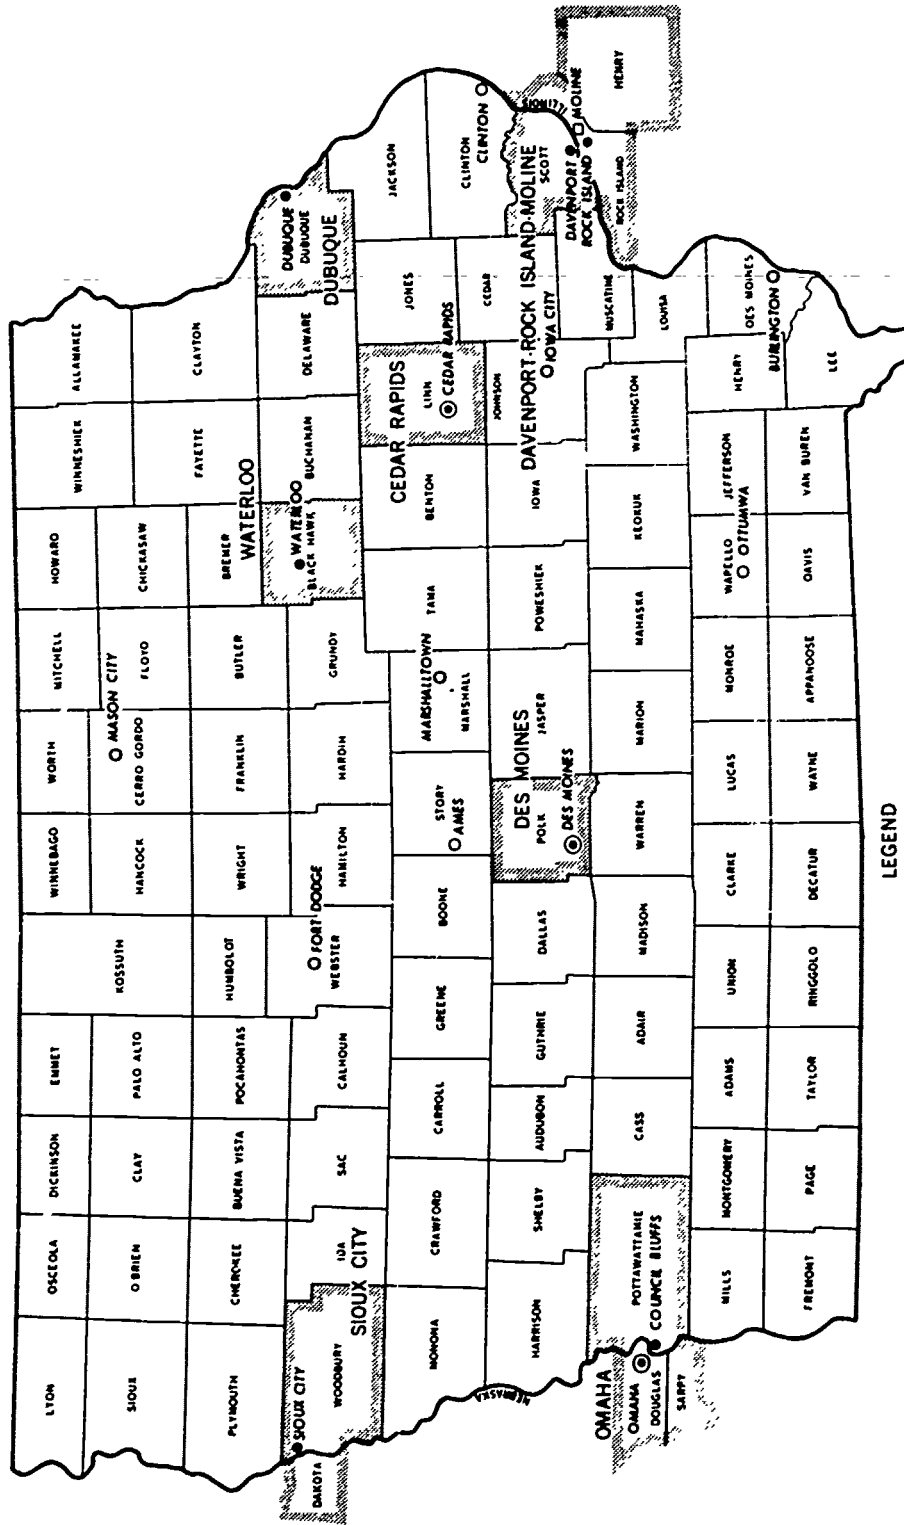 LYON
OSCEOLA
DICKINSON
EMMET
KOSSUTH
WINNEBAGO
WORTH
MITCHELL
HOWARD
WINNESHIEK
ALLAMAKEE
SIOUX
O BRIEN
CLAY
PALO ALTO
HANCOCK
CERRO GORDO
MASON CITY
FLOYD
CHICKASAW
FAYETTE
CLAYTON
PLYMOUTH
CHEROKEE
BUENA VISTA
POCAHONTAS
HUMBOLDT
WRIGHT
FRANKLIN
BUTLER
BREMER
WATERLOO
SIOUX CITY
WOODBURY
DAKOTA
IDA
SIOUX CITY
SAC
CALHOUN
FORT DODGE
WEBSTER
HAMILTON
HARDIN
GRUNDY
WATERLOO
BLACK HAWK
BUCHANAN
DELAWARE
DUBUQUE
DUBUQUE
DUBUQUE
MONONA
CRAWFORD
CARROLL
GREENE
BOONE
STORY
AMES
MARSHALLTOWN
MARSHALL
TAMA
BENTON
CEDAR RAPIDS
LINN
CEDAR RAPIDS
JONES
JACKSON
NEBRASKA
HARRISON
SHELBY
AUDUBON
GUTHRIE
DALLAS
DES MOINES
POLK
DES MOINES
JASPER
POWESHIEK
IOWA
JOHNSON
IOWA CITY
CEDAR
CLINTON
CLINTON
DAVENPORT-ROCK ISLAND-MOLINE
SCOTT
ILLINOIS
DAVENPORT
MOLINE
ROCK ISLAND
ROCK ISLAND
HENRY
OMAHA
OMAHA
DOUGLAS
SARPY
POTTAWATTAMIE
COUNCIL BLUFFS
CASS
ADAIR
MADISON
WARREN
MARION
MAHASKA
KEOKUK
WASHINGTON
MUSCATINE
LOUISA
MILLS
MONTGOMERY
ADAMS
UNION
CLARKE
LUCAS
MONROE
WAPELLO
OTTUMWA
JEFFERSON
HENRY
DES MOINES
BURLINGTON
FREMONT
PAGE
TAYLOR
RINGGOLD
DECATUR
WAYNE
APPANOOSE
DAVIS
VAN BUREN
LEE
LEGEND